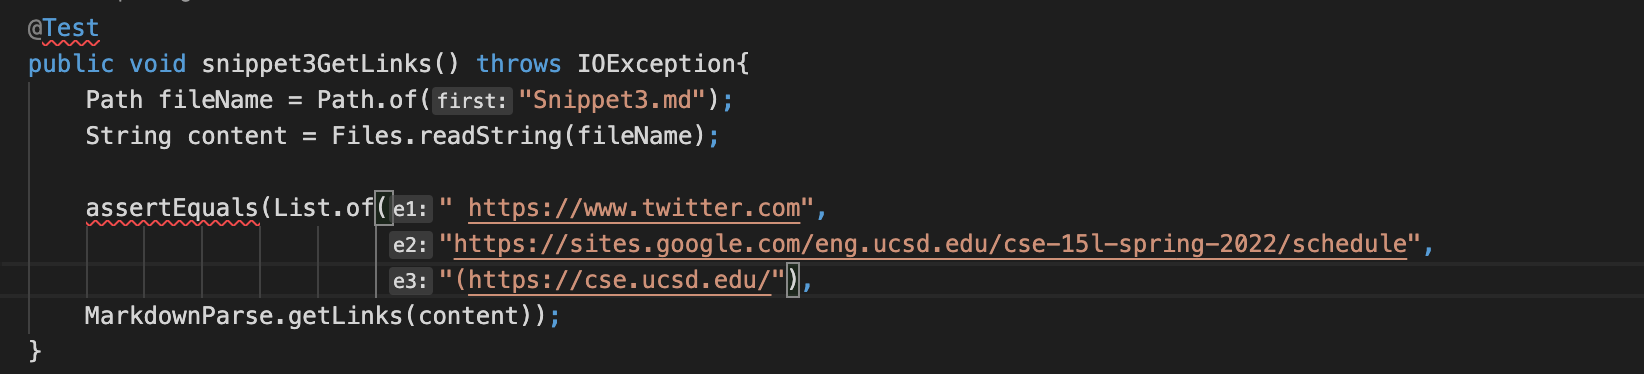 @Test
public void snippet3GetLinks() throws IOException{
Path fileName = Path.of(first:"Snippet3.md");
String content = Files.readString(fileName);
assertEquals(List.of(e1:" https://www.twitter.com",
e2:"https://sites.google.com/eng.ucsd.edu/cse-15l-spring-2022/schedule",
e3:"(https://cse.ucsd.edu/"),
MarkdownParse.getLinks(content));
}